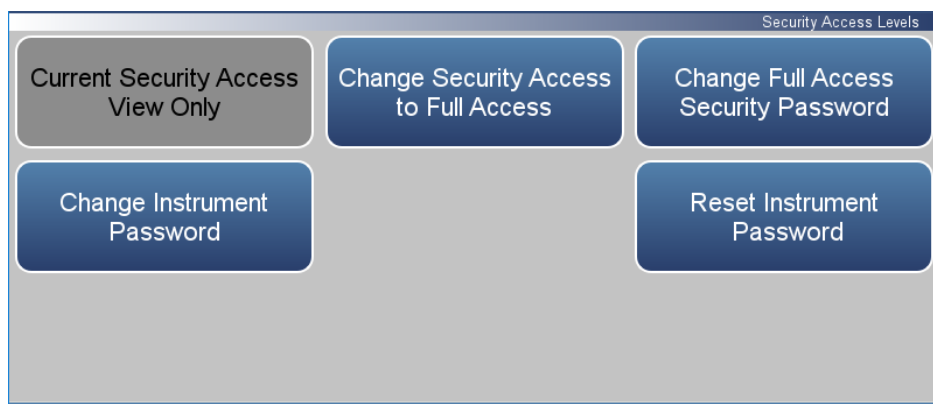 Security Access Levels
Current Security Access
View Only
Change Security Access
to Full Access
Change Full Access
Security Password
Change Instrument
Password
Reset Instrument
Password